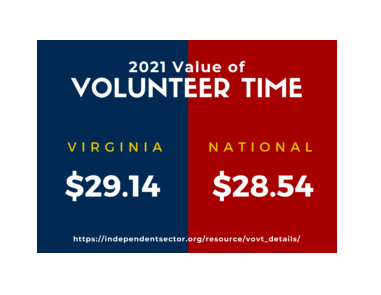 2021 Value of
VOLUNTEER TIME
VIRGINIA NATIONAL
$29.14 $28.54
https://independentsector.org/resource/vovt_details/